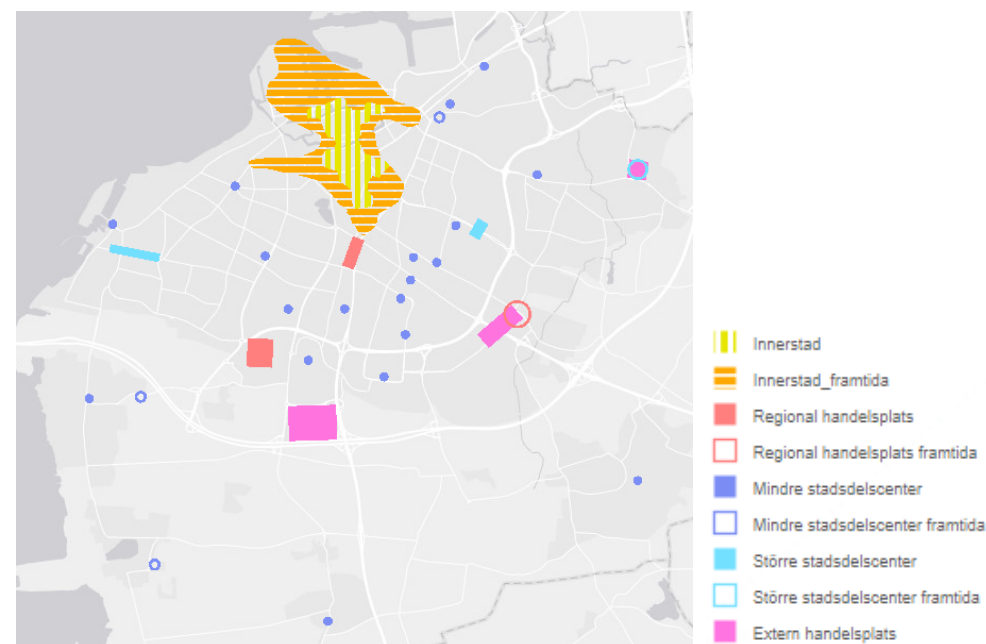 Innerstad
Innerstad_framtida
Regional handelsplats
Regional handelsplats framtida
Mindre stadsdelscenter
Mindre stadsdelscenter framtida
Större stadsdelscenter
Större stadsdelscenter framtida
Extern handelsplats